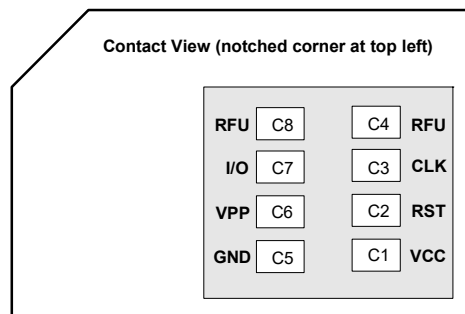 Contact View (notched corner at top left)
RFU C8 C4 RFU
I/O C7 C3 CLK
VPP C6 C2 RST
GND C5 C1 VCC